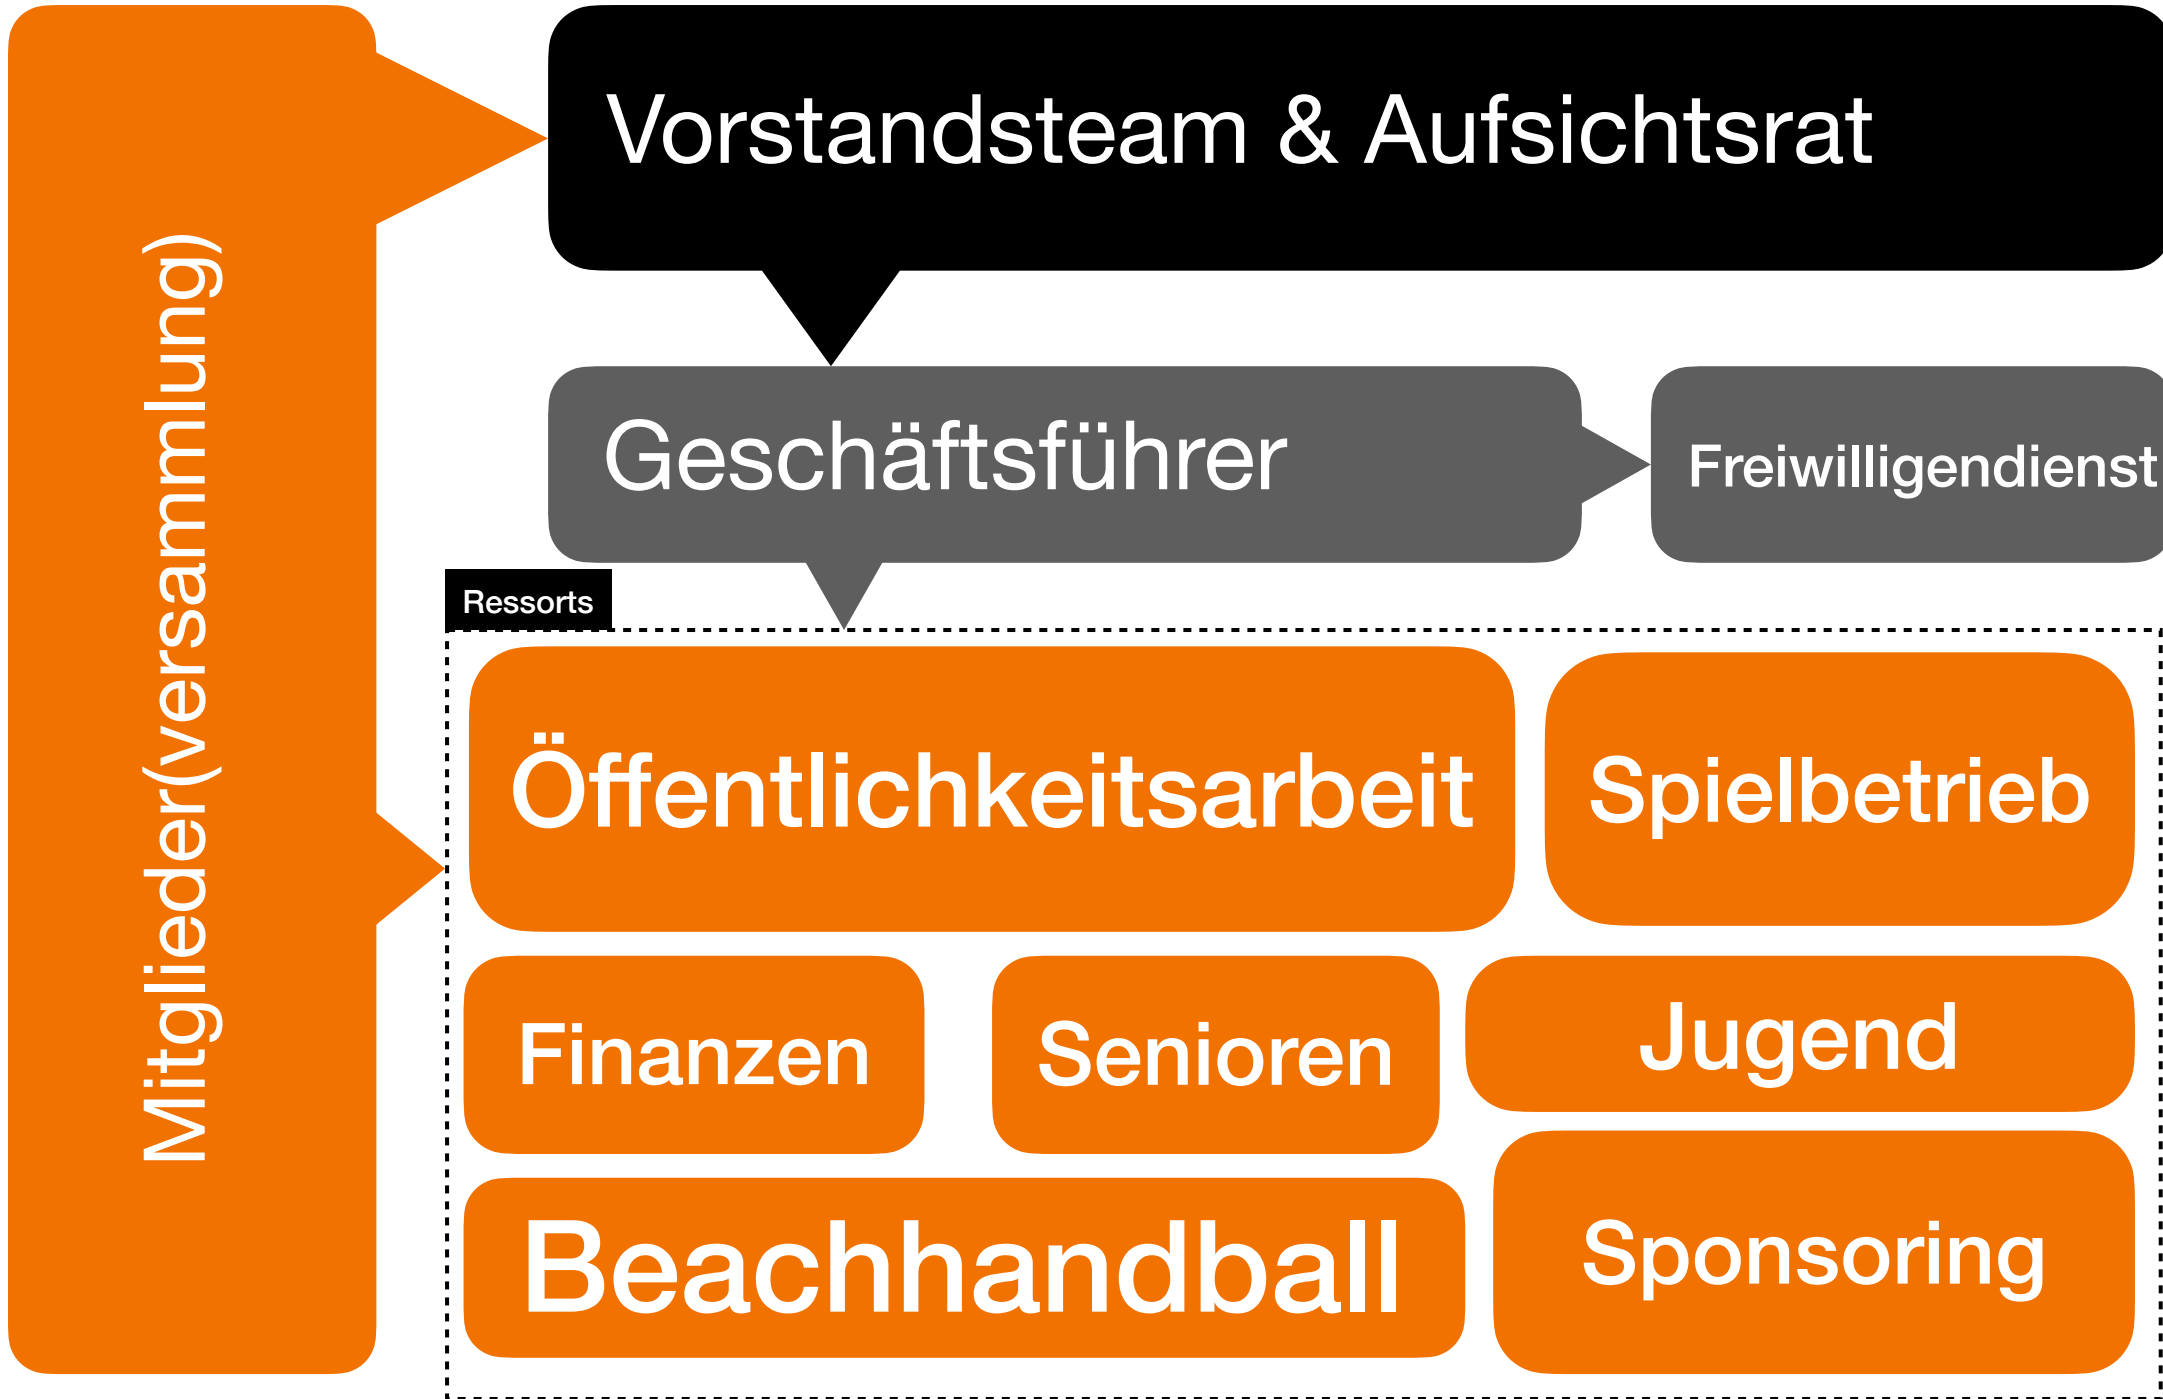 Mitglieder(versammlung)
Vorstandsteam & Aufsichtsrat
Geschäftsführer
Freiwilligendienst
Ressorts
Öffentlichkeitsarbeit
Spielbetrieb
Finanzen
Senioren
Jugend
Beachhandball
Sponsoring